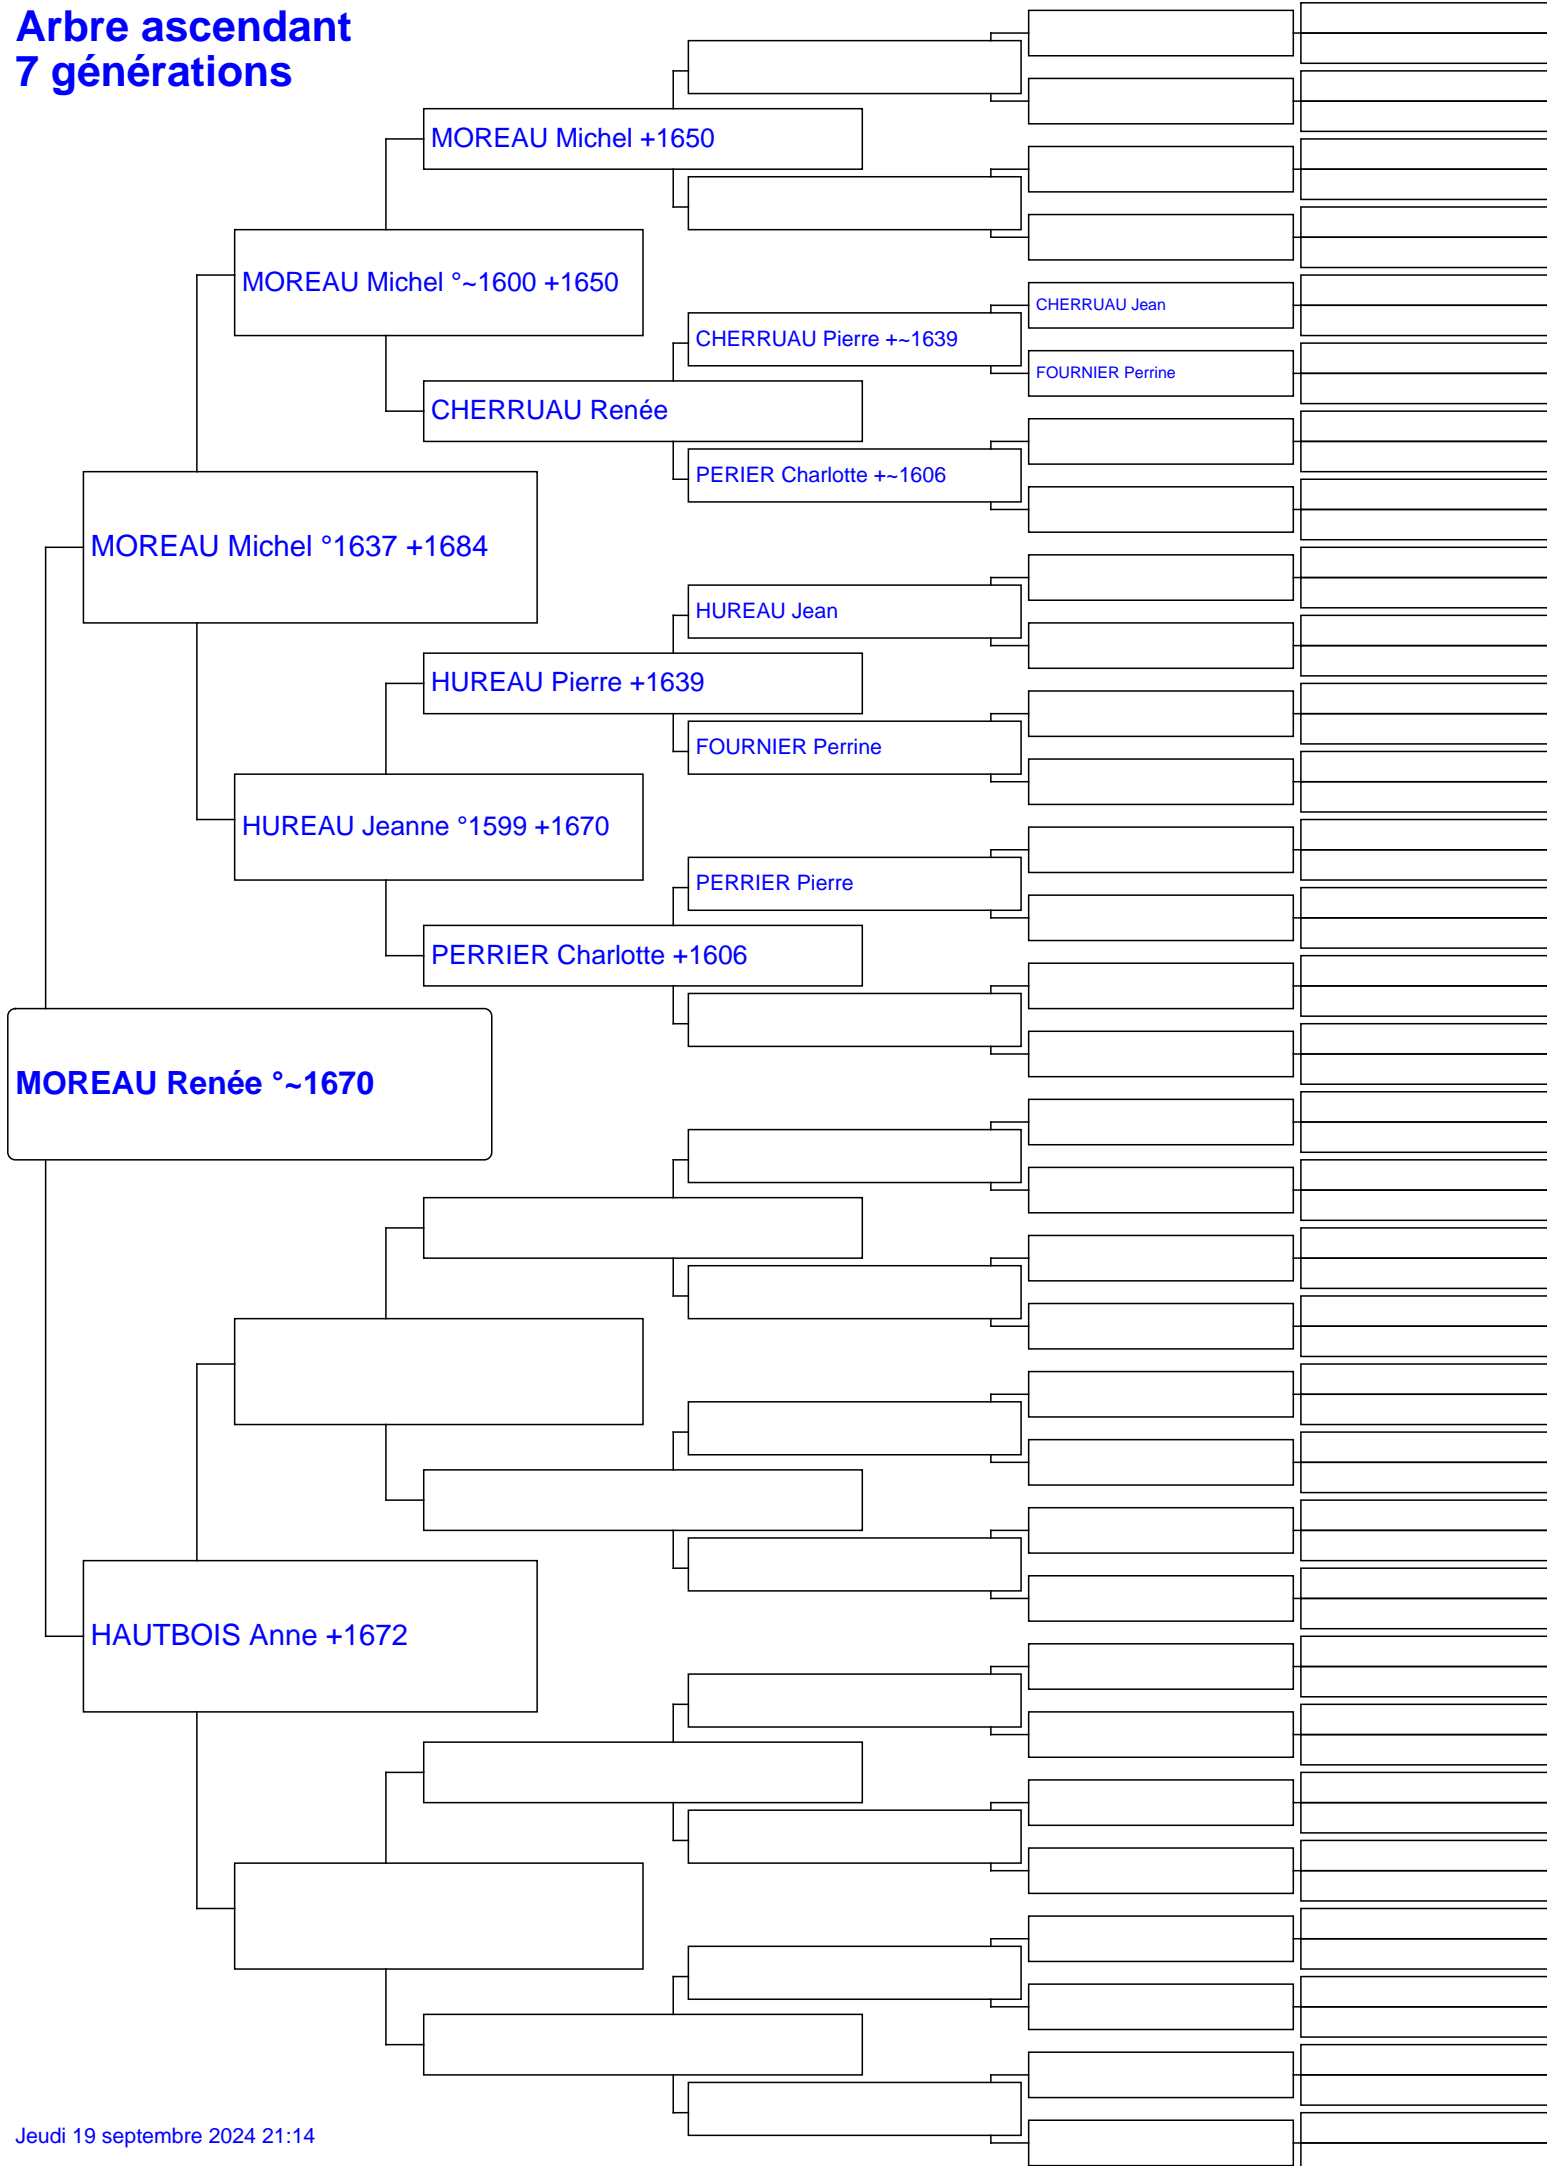 Arbre ascendant
7 générations
MOREAU Michel +1650
MOREAU Michel °~1600 +1650
CHERRUAU Jean
CHERRUAU Pierre +~1639
FOURNIER Perrine
CHERRUAU Renée
PERIER Charlotte +~1606
MOREAU Michel °1637 +1684
HUREAU Jean
HUREAU Pierre +1639
FOURNIER Perrine
HUREAU Jeanne °1599 +1670
PERRIER Pierre
PERRIER Charlotte +1606
MOREAU Renée °~1670
HAUTBOIS Anne +1672
Jeudi 19 septembre 2024 21:14